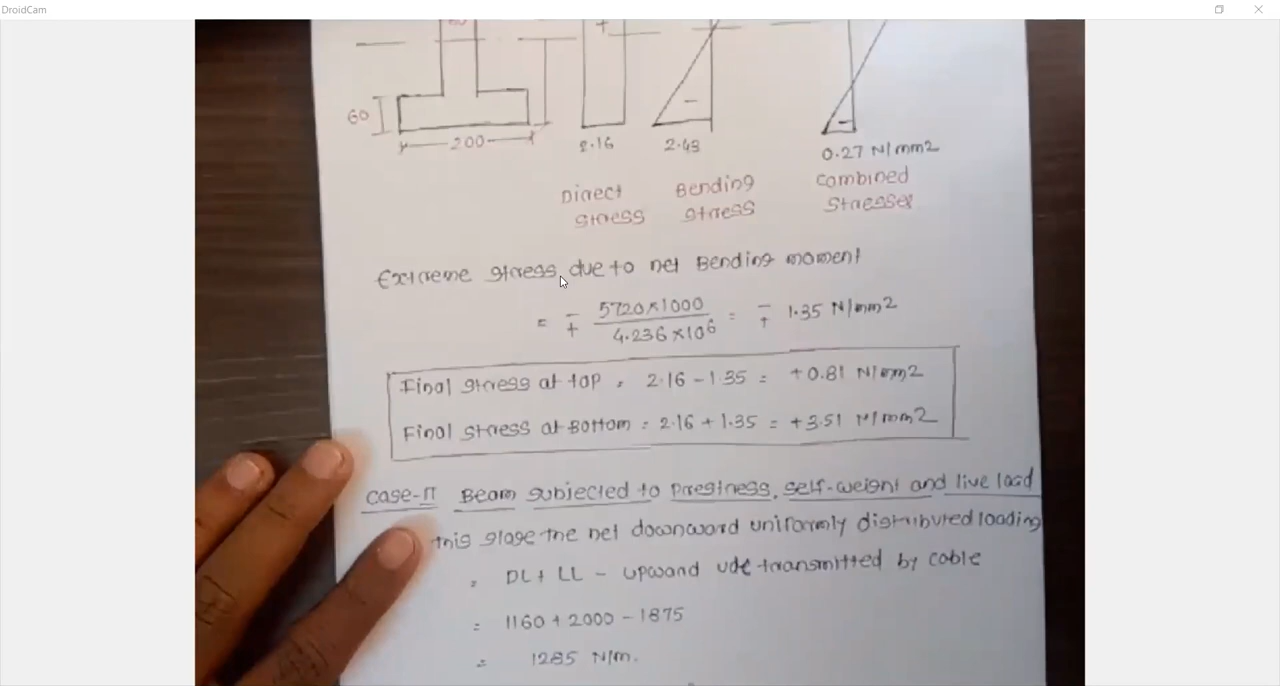 DroidCam
60
200
2.16
2.43
0.27 N/mm2
Direct Stress
Bending Stress
Combined Stresses
Extreme stress due to net Bending moment
= ∓ 5720×1000 / 4.236×10⁶ = ∓ 1.35 N/mm2
Final stress at top = 2.16 - 1.35 = +0.81 N/mm2
Final stress at Bottom = 2.16 + 1.35 = +3.51 N/mm2
Case-II Beam subjected to Prestress, self-weight and live load
this stage the net downward uniformly distributed loading
= DL + LL - upward udl transmitted by cable
= 1160 + 2000 - 1875
= 1285 N/m.